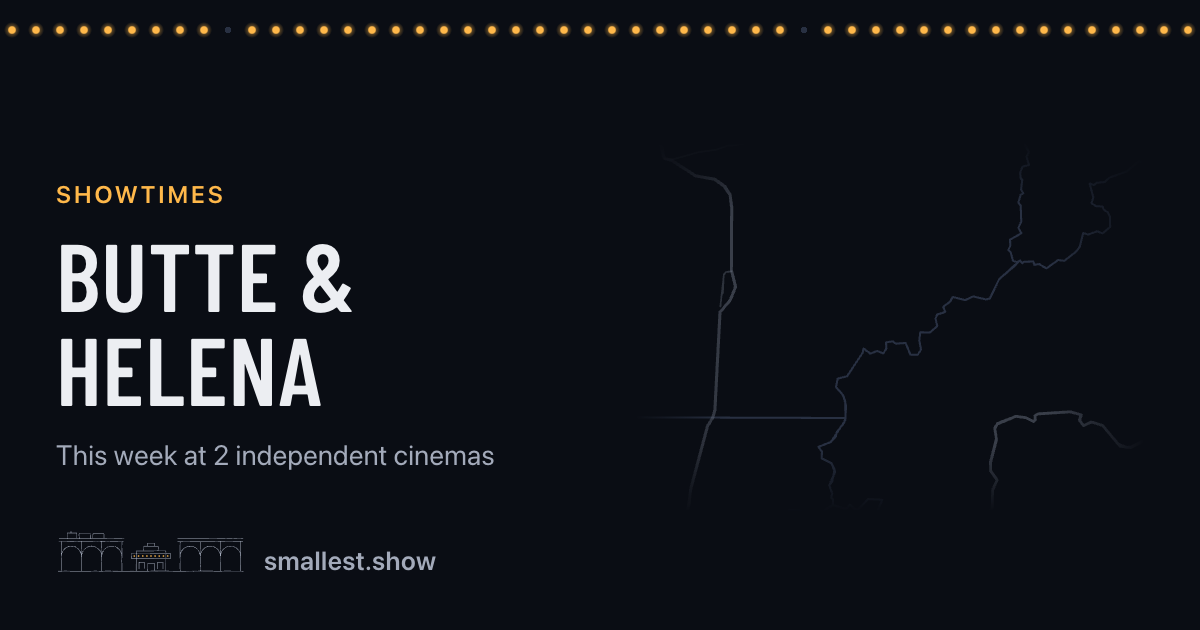 SHOWTIMES
BUTTE &
HELENA
This week at 2 independent cinemas
smallest.show